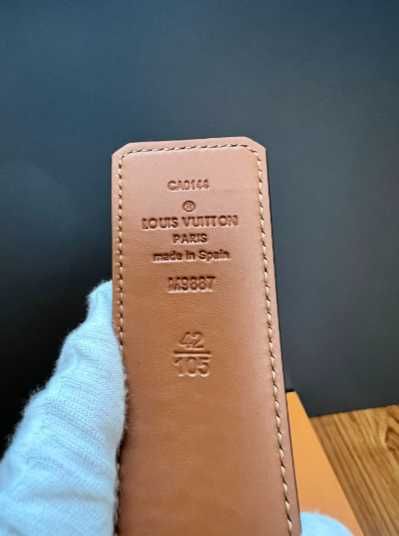 CA0144
®
LOUIS VUITTON
PARIS
made in Spain
M9887
42
105